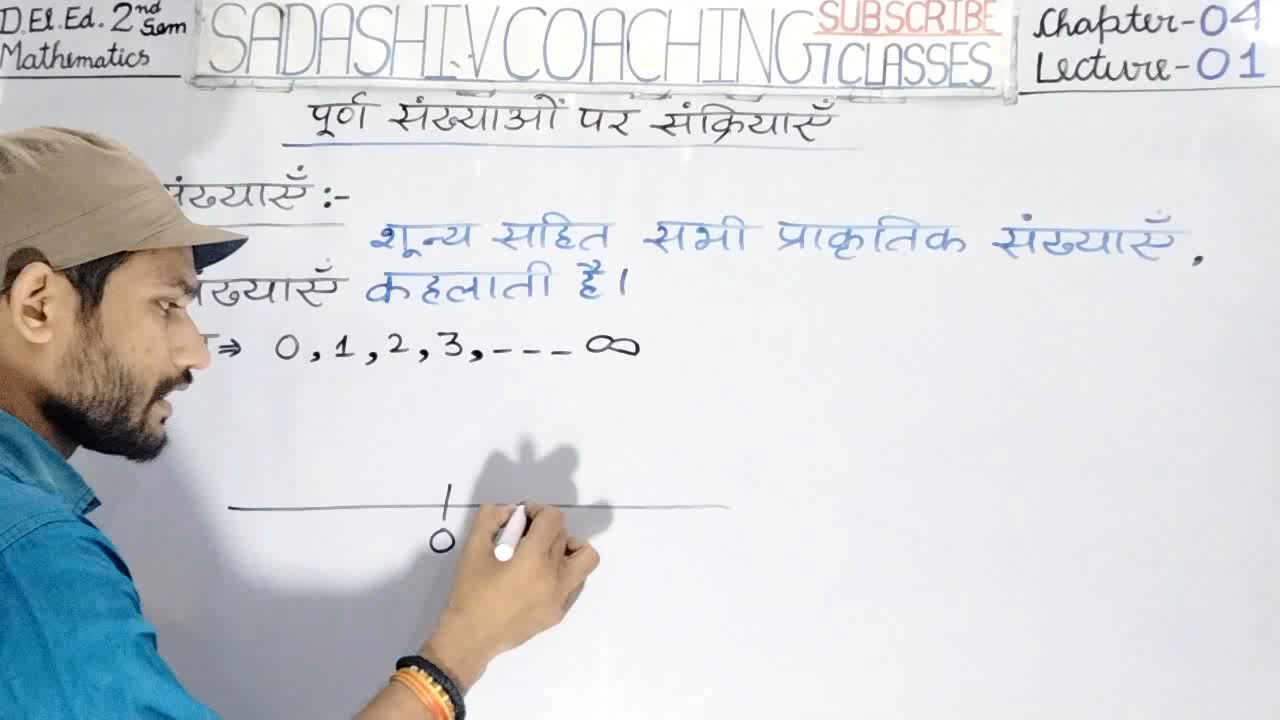 D.El.Ed. 2nd Sem
Mathematics
SADASHIV COACHING CLASSES
SUBSCRIBE
Chapter-04
Lecture-01
पूर्ण संख्याओं पर संक्रियाएँ
संख्याएँ :-
शून्य सहित सभी प्राकृतिक संख्याएँ,
संख्याएँ कहलाती है।
⇒ 0, 1, 2, 3, --- ∞
0